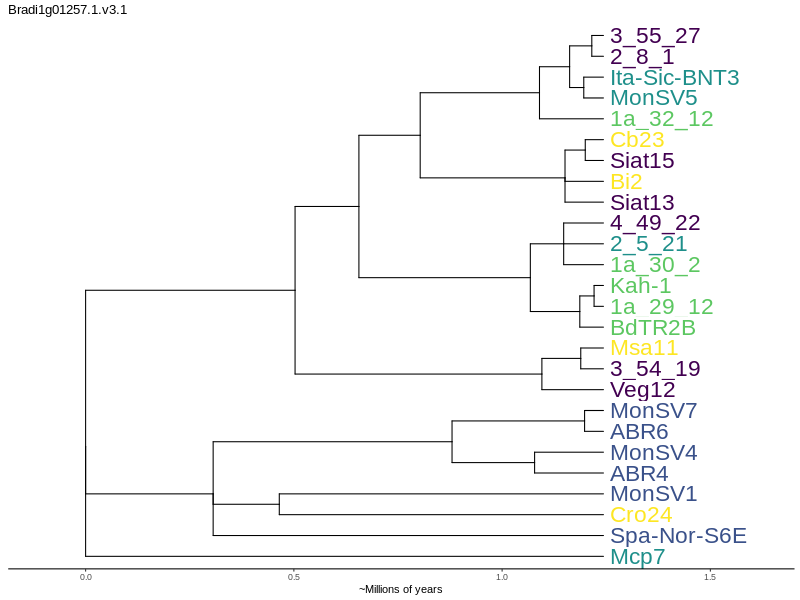 Bradi1g01257.1.v3.1
3_55_27
2_8_1
Ita-Sic-BNT3
MonSV5
1a_32_12
Cb23
Siat15
Bi2
Siat13
4_49_22
2_5_21
1a_30_2
Kah-1
1a_29_12
BdTR2B
Msa11
3_54_19
Veg12
MonSV7
ABR6
MonSV4
ABR4
MonSV1
Cro24
Spa-Nor-S6E
Mcp7
0.0 0.5 1.0 1.5
~Millions of years